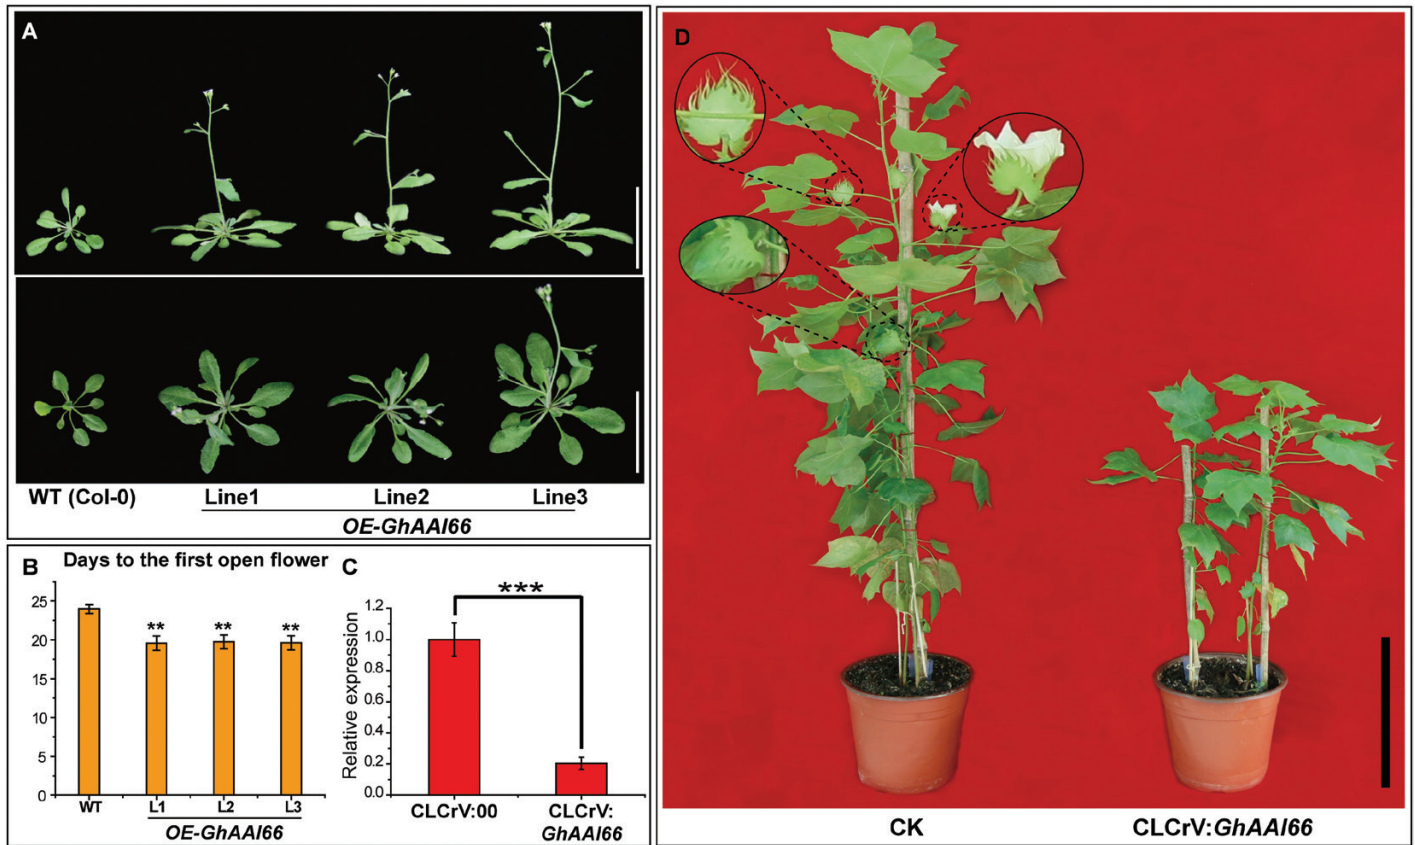 A
WT (Col-0)
Line1
Line2
Line3
OE-GhAAI66
B
Days to the first open flower
25
20
15
10
5
0
WT
L1
L2
L3
**
**
**
OE-GhAAI66
C
Relative expression
1.2
1.0
0.8
0.6
0.4
0.2
0.0
***
CLCrV:00
CLCrV:
GhAAI66
D
CK
CLCrV:GhAAI66